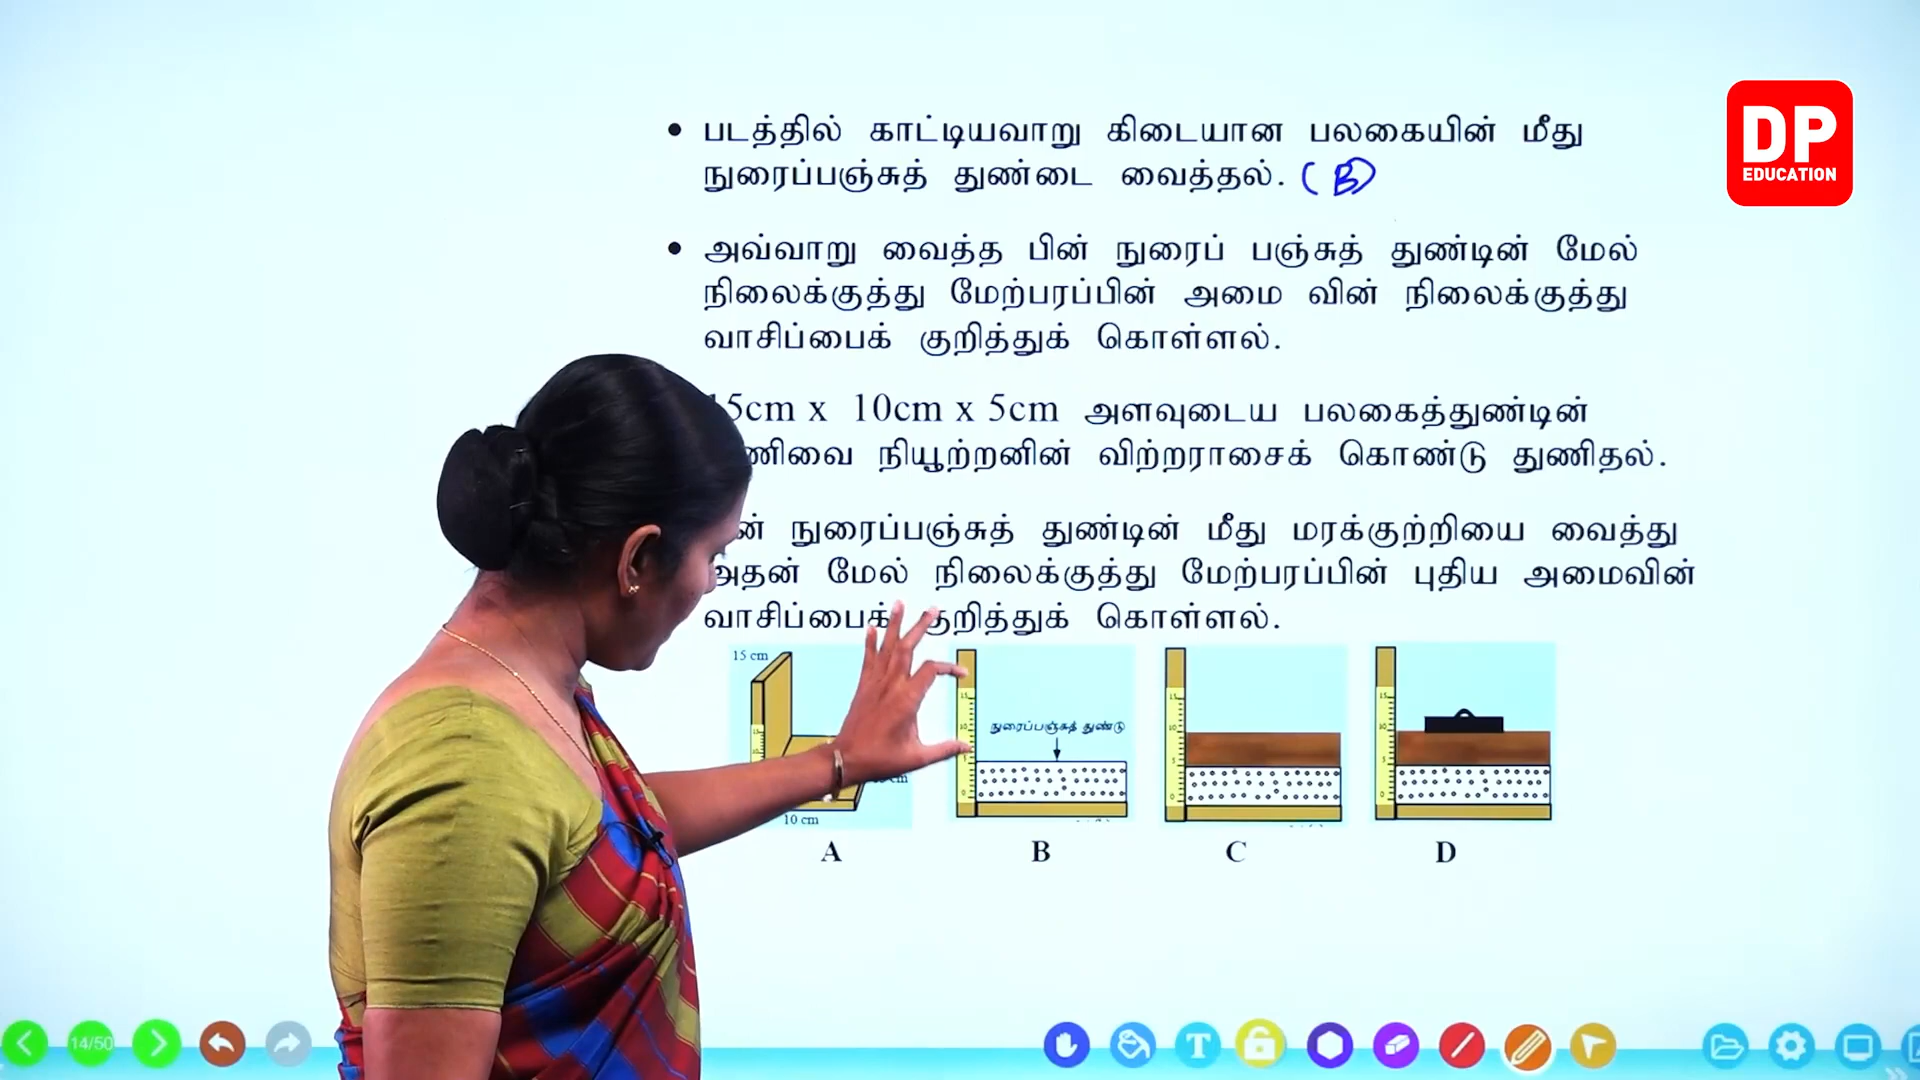 DP
EDUCATION
• படத்தில் காட்டியவாறு கிடையான பலகையின் மீது
நுரைப்பஞ்சுத் துண்டை வைத்தல். (B)
• அவ்வாறு வைத்த பின் நுரைப் பஞ்சுத் துண்டின் மேல்
நிலைக்குத்து மேற்பரப்பின் அமை வின் நிலைக்குத்து
வாசிப்பைக் குறித்துக் கொள்ளல்.
15cm x 10cm x 5cm அளவுடைய பலகைத்துண்டின்
நியூற்றனின் விற்றராசைக் கொண்டு துணிதல்.
நுரைப்பஞ்சுத் துண்டின் மீது மரக்குற்றியை வைத்து
அதன் மேல் நிலைக்குத்து மேற்பரப்பின் புதிய அமைவின்
வாசிப்பைக் குறித்துக் கொள்ளல்.
15 cm
நுரைப்பஞ்சுத் துண்டு
10 cm
A B C D
14/50
T